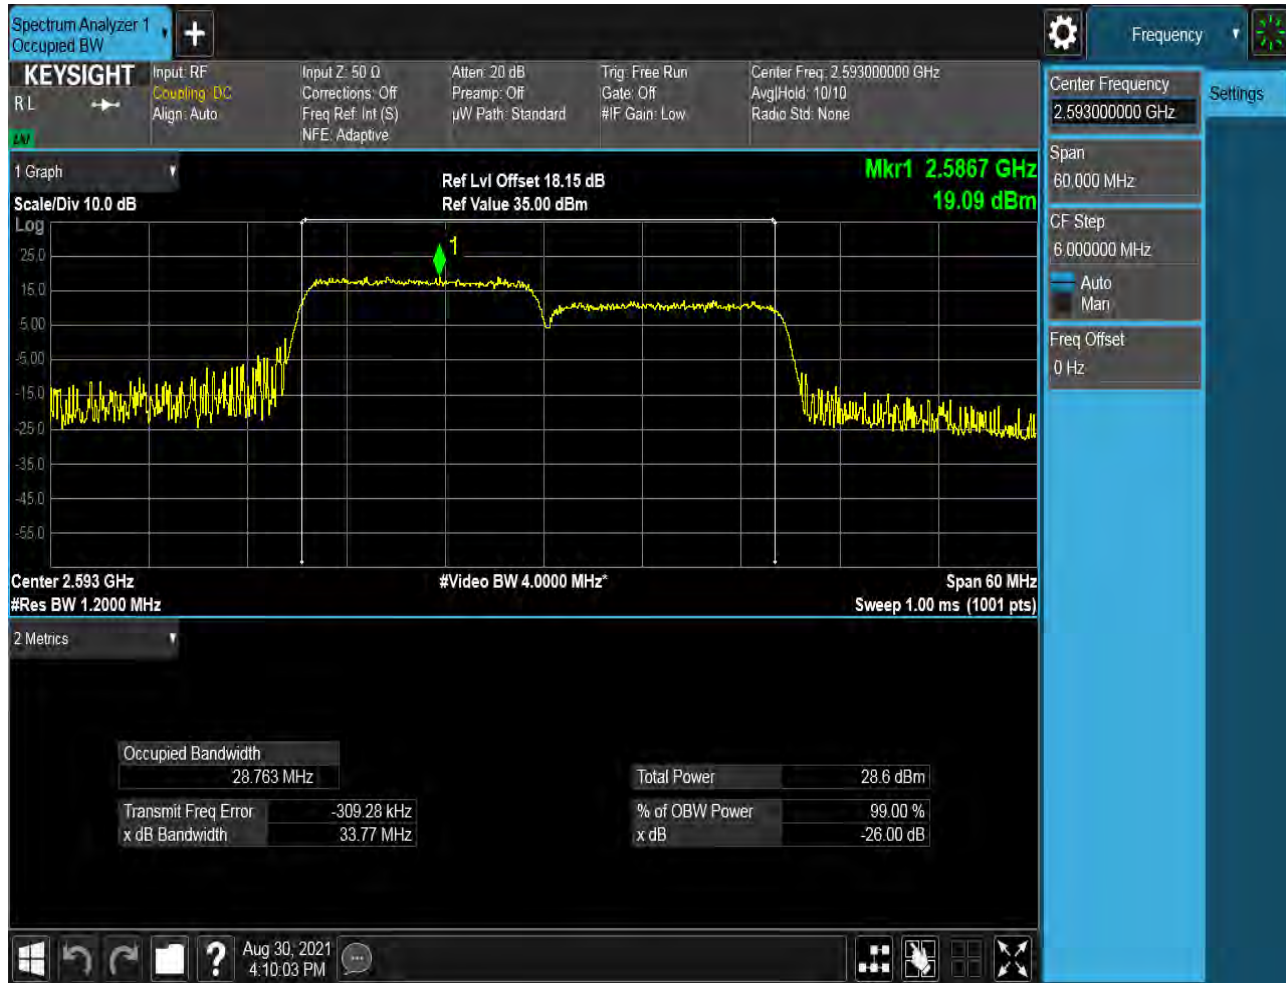 Spectrum Analyzer 1
Occupied BW
Frequency
KEYSIGHT
R L
Input: RF
Coupling: DC
Align: Auto
Input Z: 50 Ω
Corrections: Off
Freq Ref: Int (S)
NFE: Adaptive
Atten: 20 dB
Preamp: Off
µW Path: Standard
Trig: Free Run
Gate: Off
#IF Gain: Low
Center Freq: 2.593000000 GHz
Avg|Hold: 10/10
Radio Std: None
Center Frequency
2.593000000 GHz
Settings
Span
60.000 MHz
CF Step
6.000000 MHz
Auto
Man
Freq Offset
0 Hz
1 Graph
Scale/Div 10.0 dB
Ref Lvl Offset 18.15 dB
Ref Value 35.00 dBm
Mkr1 2.5867 GHz
19.09 dBm
Log
25.0
15.0
5.00
-5.00
-15.0
-25.0
-35.0
-45.0
-55.0
1
Center 2.593 GHz
#Res BW 1.2000 MHz
#Video BW 4.0000 MHz*
Span 60 MHz
Sweep 1.00 ms (1001 pts)
2 Metrics
Occupied Bandwidth
28.763 MHz
Transmit Freq Error -309.28 kHz
x dB Bandwidth 33.77 MHz
Total Power 28.6 dBm
% of OBW Power 99.00 %
x dB -26.00 dB
Aug 30, 2021
4:10:03 PM